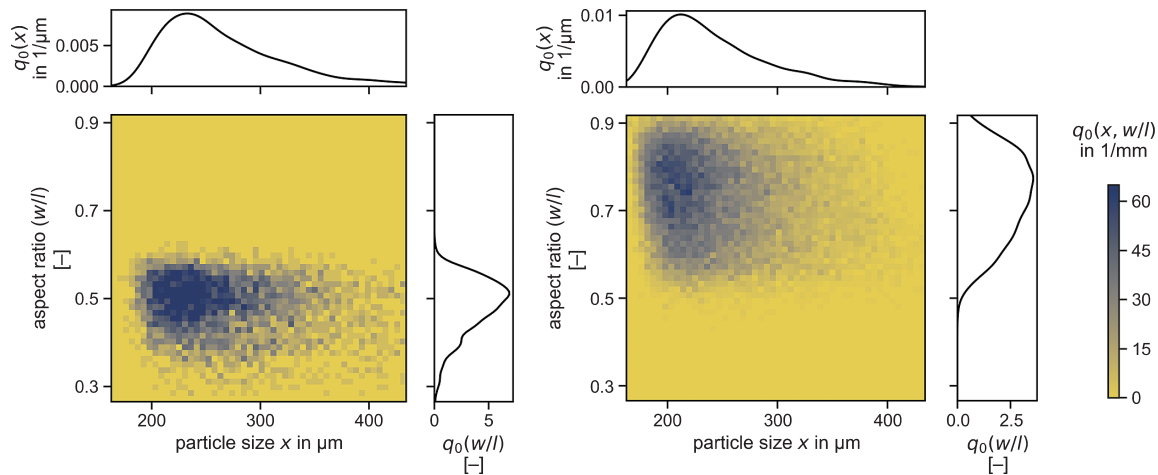 q0(x)
in 1/µm
0.005
0.000
0.9
0.7
0.5
0.3
aspect ratio (w/l)
[–]
200
300
400
particle size x in µm
0
5
q0(w/l)
[–]
q0(x)
in 1/µm
0.01
0.00
0.9
0.7
0.5
0.3
aspect ratio (w/l)
[–]
200
300
400
particle size x in µm
0.0
2.5
q0(w/l)
[–]
q0(x, w/l)
in 1/mm
60
45
30
15
0